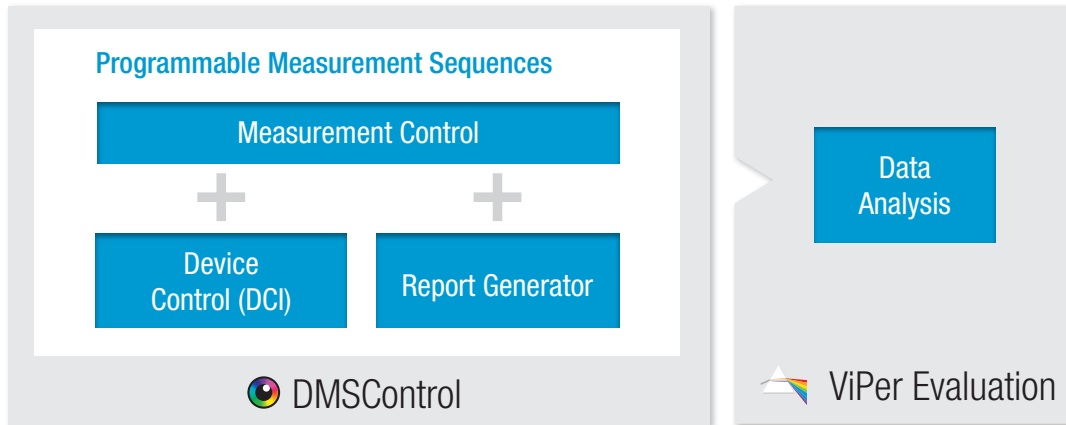 Programmable Measurement Sequences
Measurement Control
Device
Control (DCI)
Report Generator
DMSControl
Data
Analysis
ViPer Evaluation